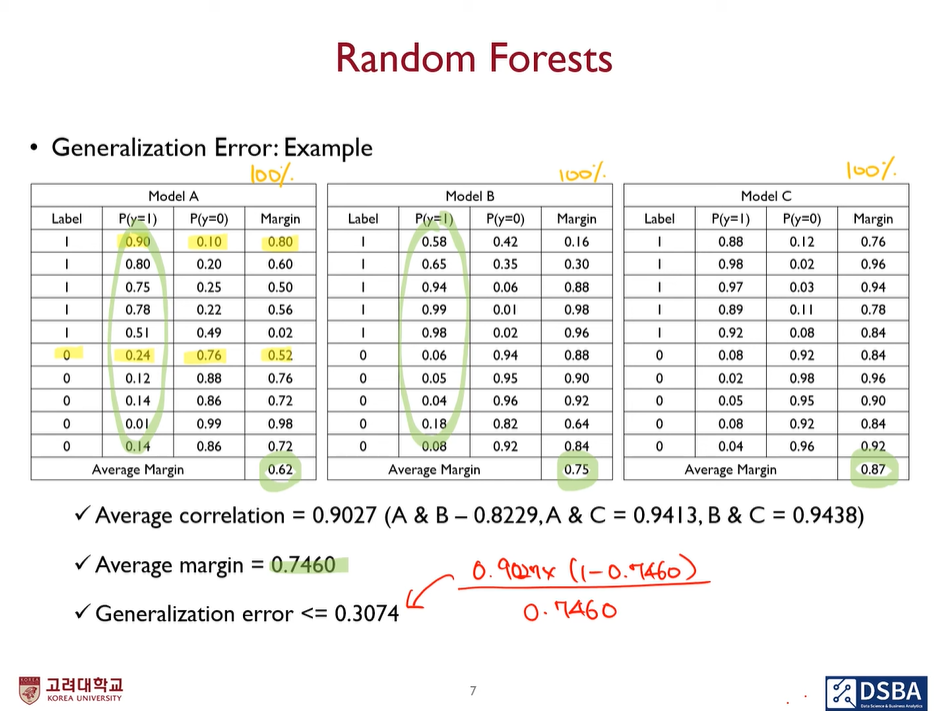 Random Forests
• Generalization Error: Example
100% 100% 100%
Model A Model B Model C
Label P(y=1) P(y=0) Margin Label P(y=1) P(y=0) Margin Label P(y=1) P(y=0) Margin
1 0.90 0.10 0.80 1 0.58 0.42 0.16 1 0.88 0.12 0.76
1 0.80 0.20 0.60 1 0.65 0.35 0.30 1 0.98 0.02 0.96
1 0.75 0.25 0.50 1 0.94 0.06 0.88 1 0.97 0.03 0.94
1 0.78 0.22 0.56 1 0.99 0.01 0.98 1 0.89 0.11 0.78
1 0.51 0.49 0.02 1 0.98 0.02 0.96 1 0.92 0.08 0.84
0 0.24 0.76 0.52 0 0.06 0.94 0.88 0 0.08 0.92 0.84
0 0.12 0.88 0.76 0 0.05 0.95 0.90 0 0.02 0.98 0.96
0 0.14 0.86 0.72 0 0.04 0.96 0.92 0 0.05 0.95 0.90
0 0.01 0.99 0.98 0 0.18 0.82 0.64 0 0.08 0.92 0.84
0 0.14 0.86 0.72 0 0.08 0.92 0.84 0 0.04 0.96 0.92
Average Margin 0.62 Average Margin 0.75 Average Margin 0.87
✓ Average correlation = 0.9027 (A & B – 0.8229, A & C = 0.9413, B & C = 0.9438)
✓ Average margin = 0.7460
0.9027 x (1-0.7460)
0.7460
✓ Generalization error <= 0.3074
고려대학교
KOREA UNIVERSITY
7
DSBA
Data Science & Business Analytics